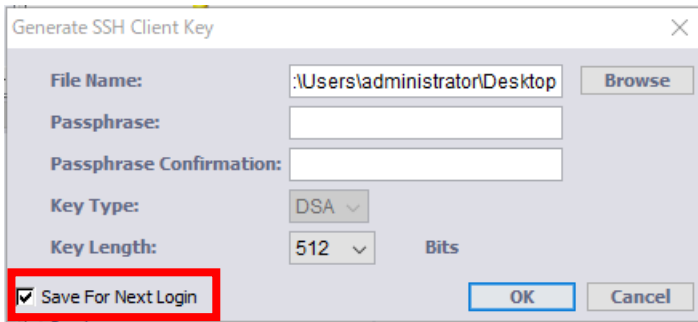 Generate SSH Client Key
File Name: :\Users\administrator\Desktop Browse
Passphrase:
Passphrase Confirmation:
Key Type: DSA
Key Length: 512 Bits
Save For Next Login OK Cancel